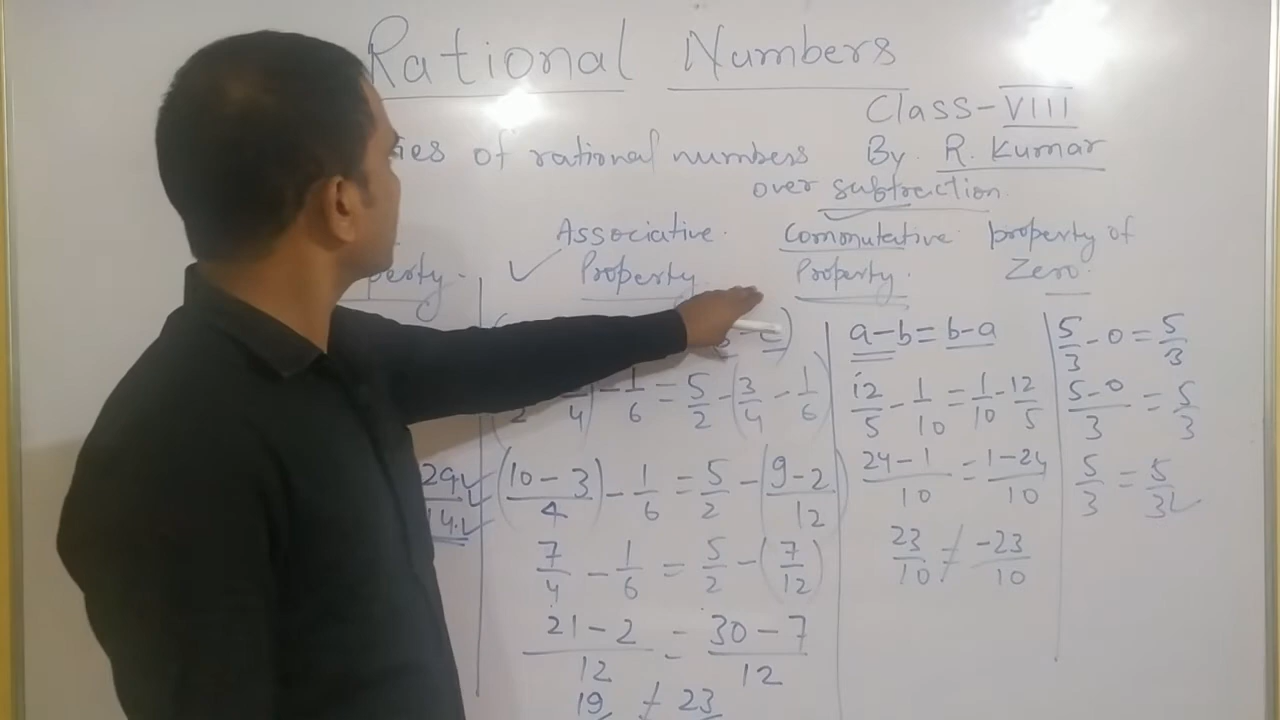 Rational Numbers
Class-VIII
of rational numbers By R. Kumar
over subtraction.
Associative Property
Commutative Property.
property of Zero.
29
14
5/2 - (3/4 - 1/6)
(10-3)/4 - 1/6 = 5/2 - (9-2)/12
7/4 - 1/6 = 5/2 - (7/12)
21-2/12 = 30-7/12
19 ≠ 23
a-b = b-a
12/5 - 1/10 = 1/10 - 12/5
24-1/10 = 1-24/10
23/10 ≠ -23/10
5/3 - 0 = 5/3
5-0/3 = 5/3
5/3 = 5/3